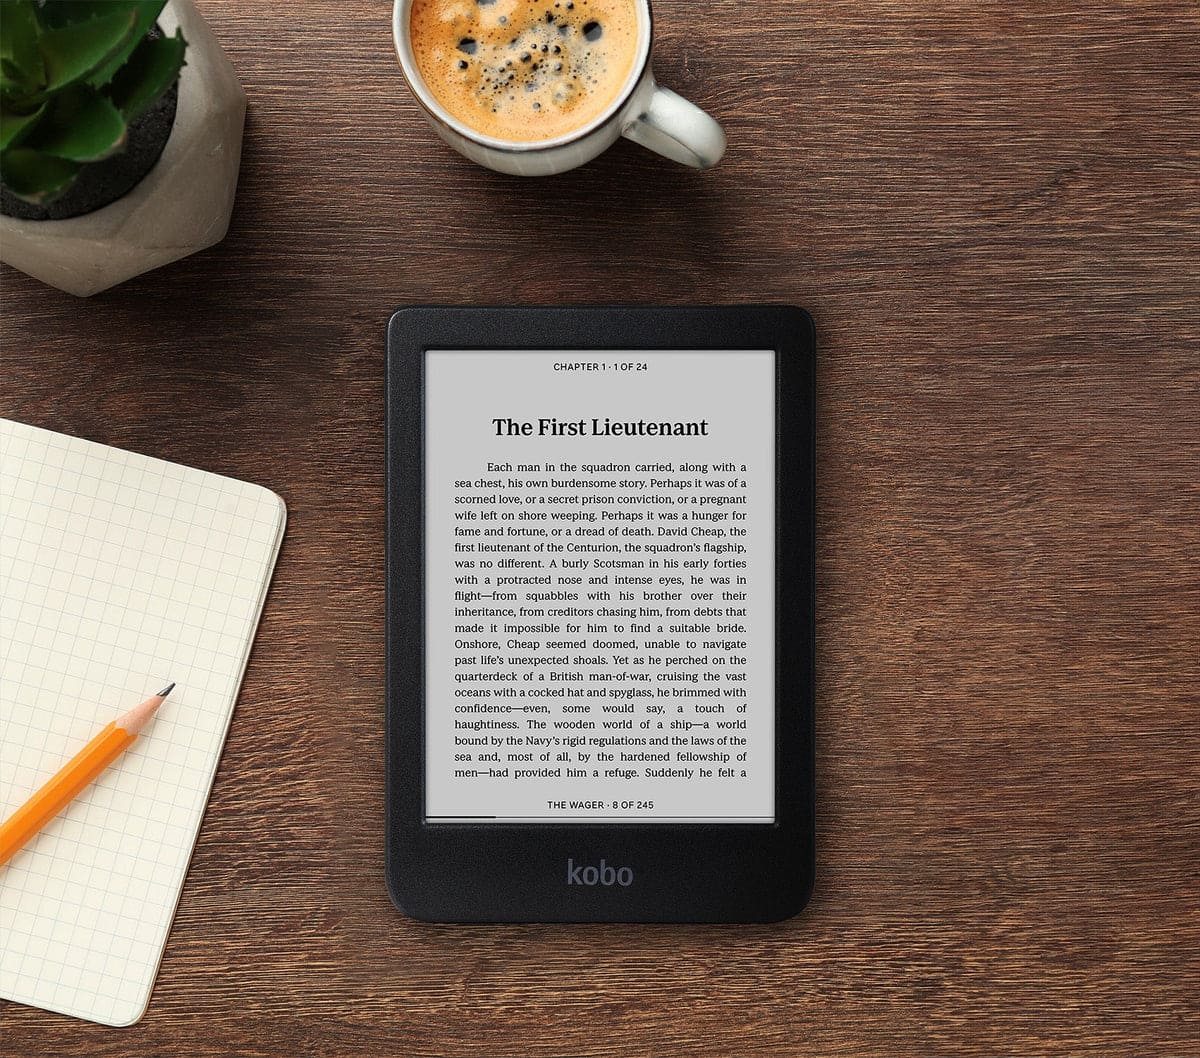 CHAPTER 1 · 1 OF 24
The First Lieutenant
Each man in the squadron carried, along with a
sea chest, his own burdensome story. Perhaps it was of a
scorned love, or a secret prison conviction, or a pregnant
wife left on shore weeping. Perhaps it was a hunger for
fame and fortune, or a dread of death. David Cheap, the
first lieutenant of the Centurion, the squadron’s flagship,
was no different. A burly Scotsman in his early forties
with a protracted nose and intense eyes, he was in
flight—from squabbles with his brother over their
inheritance, from creditors chasing him, from debts that
made it impossible for him to find a suitable bride.
Onshore, Cheap seemed doomed, unable to navigate
past life’s unexpected shoals. Yet as he perched on the
quarterdeck of a British man-of-war, cruising the vast
oceans with a cocked hat and spyglass, he brimmed with
confidence—even, some would say, a touch of
haughtiness. The wooden world of a ship—a world
bound by the Navy’s rigid regulations and the laws of the
sea and, most of all, by the hardened fellowship of
men—had provided him a refuge. Suddenly he felt a
THE WAGER · 8 OF 245
kobo